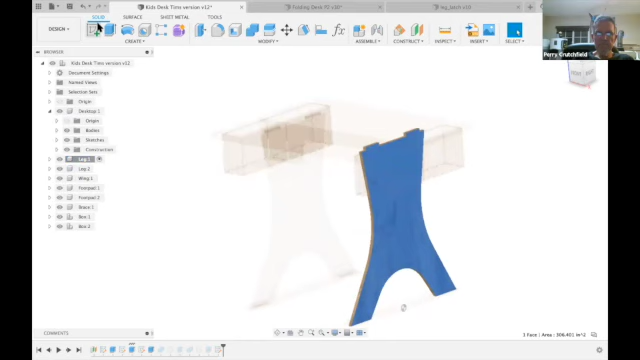 Kids Desk Tims version v12*
Folding Desk V2 v30*
leg_latch v10
SOLID
SURFACE
SHEET METAL
TOOLS
DESIGN
CREATE
MODIFY
ASSEMBLE
CONSTRUCT
INSPECT
INSERT
SELECT
Perry Crutchfield
BROWSER
Kids Desk Tims version v12
Document Settings
Named Views
Selection Sets
Origin
Desktop:1
Origin
Bodies
Sketches
Construction
Leg:1
Leg:2
Wing:1
Footpad:1
Footpad:2
Brace:1
Box:1
Box:2
1 Face | Area : 306.401 in^2
COMMENTS